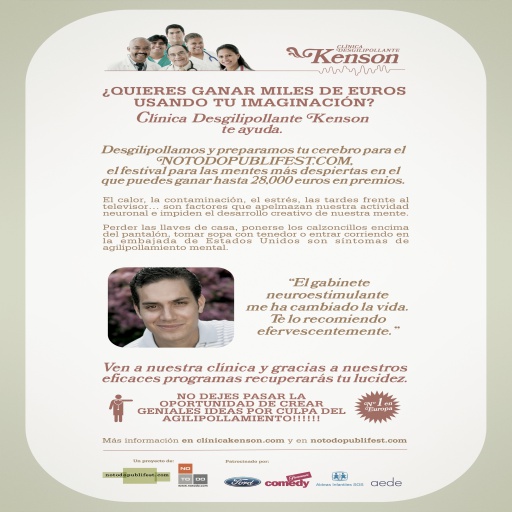 CLÍNICA
DESGILIPOLLANTE
Kenson
¿QUIERES GANAR MILES DE EUROS
USANDO TU IMAGINACIÓN?
Clínica Desgilipollante Kenson
te ayuda.
Desgilipollamos y preparamos tu cerebro para el
NOTODOPUBLIFEST.COM,
el festival para las mentes más despiertas en el
que puedes ganar hasta 28,000 euros en premios.
El calor, la contaminación, el estrés, las tardes frente al
televisor... son factores que apelmazan nuestra actividad
neuronal e impiden el desarrollo creativo de nuestra mente.
Perder las llaves de casa, ponerse los calzoncillos encima
del pantalón, tomar sopa con tenedor o entrar corriendo en
la embajada de Estados Unidos son síntomas de
agilipollamiento mental.
“El gabinete
neuroestimulante
me ha cambiado la vida.
Te lo recomiendo
efervescentemente.”
Ven a nuestra clínica y gracias a nuestros
eficaces programas recuperarás tu lucidez.
NO DEJES PASAR LA
OPORTUNIDAD DE CREAR
GENIALES IDEAS POR CULPA DEL
AGILIPOLLAMIENTO!!!!!!
Nº 1 en
Europa
Más información en clinicakenson.com y en notodopublifest.com
Un proyecto de:
Patrocinado por:
notodopublifest.com
NO
TO DO
Ford
comedy
Aldeas Infantiles SOS
aede